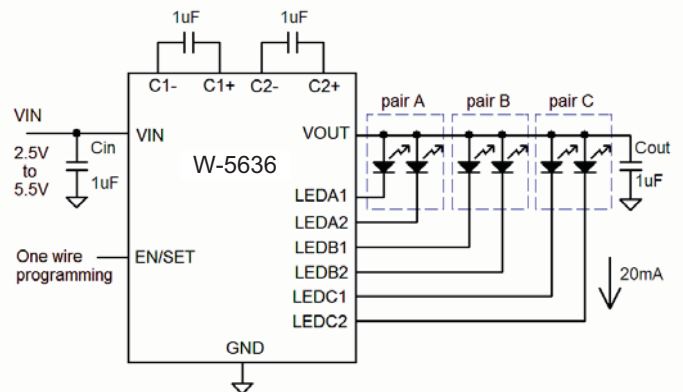 1uF 1uF
C1- C1+ C2- C2+
pair A pair B pair C
VIN
VIN VOUT
Cin Cout
2.5V
to
5.5V
1uF
W-5636
1uF
LEDA1
LEDA2
LEDB1
LEDB2
LEDC1
LEDC2
One wire
programming
EN/SET
20mA
GND